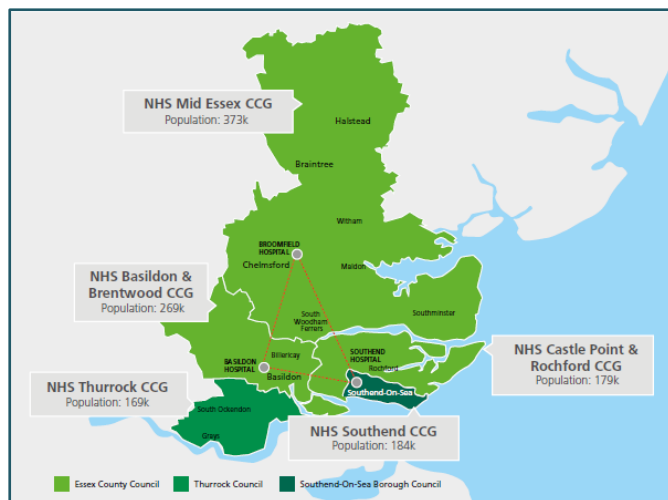 NHS Mid Essex CCG
Population: 373k
Halstead
Braintree
Witham
BROOMFIELD
HOSPITAL
Chelmsford
Maldon
NHS Basildon &
Brentwood CCG
Population: 269k
South
Woodham
Ferrers
Southminster
BASILDON
HOSPITAL
Billericay
Basildon
SOUTHEND
HOSPITAL
Rochford
NHS Castle Point &
Rochford CCG
Population: 179k
NHS Thurrock CCG
Population: 169k
South Ockendon
Grays
Southend-On-Sea
NHS Southend CCG
Population: 184k
Essex County Council
Thurrock Council
Southend-On-Sea Borough Council